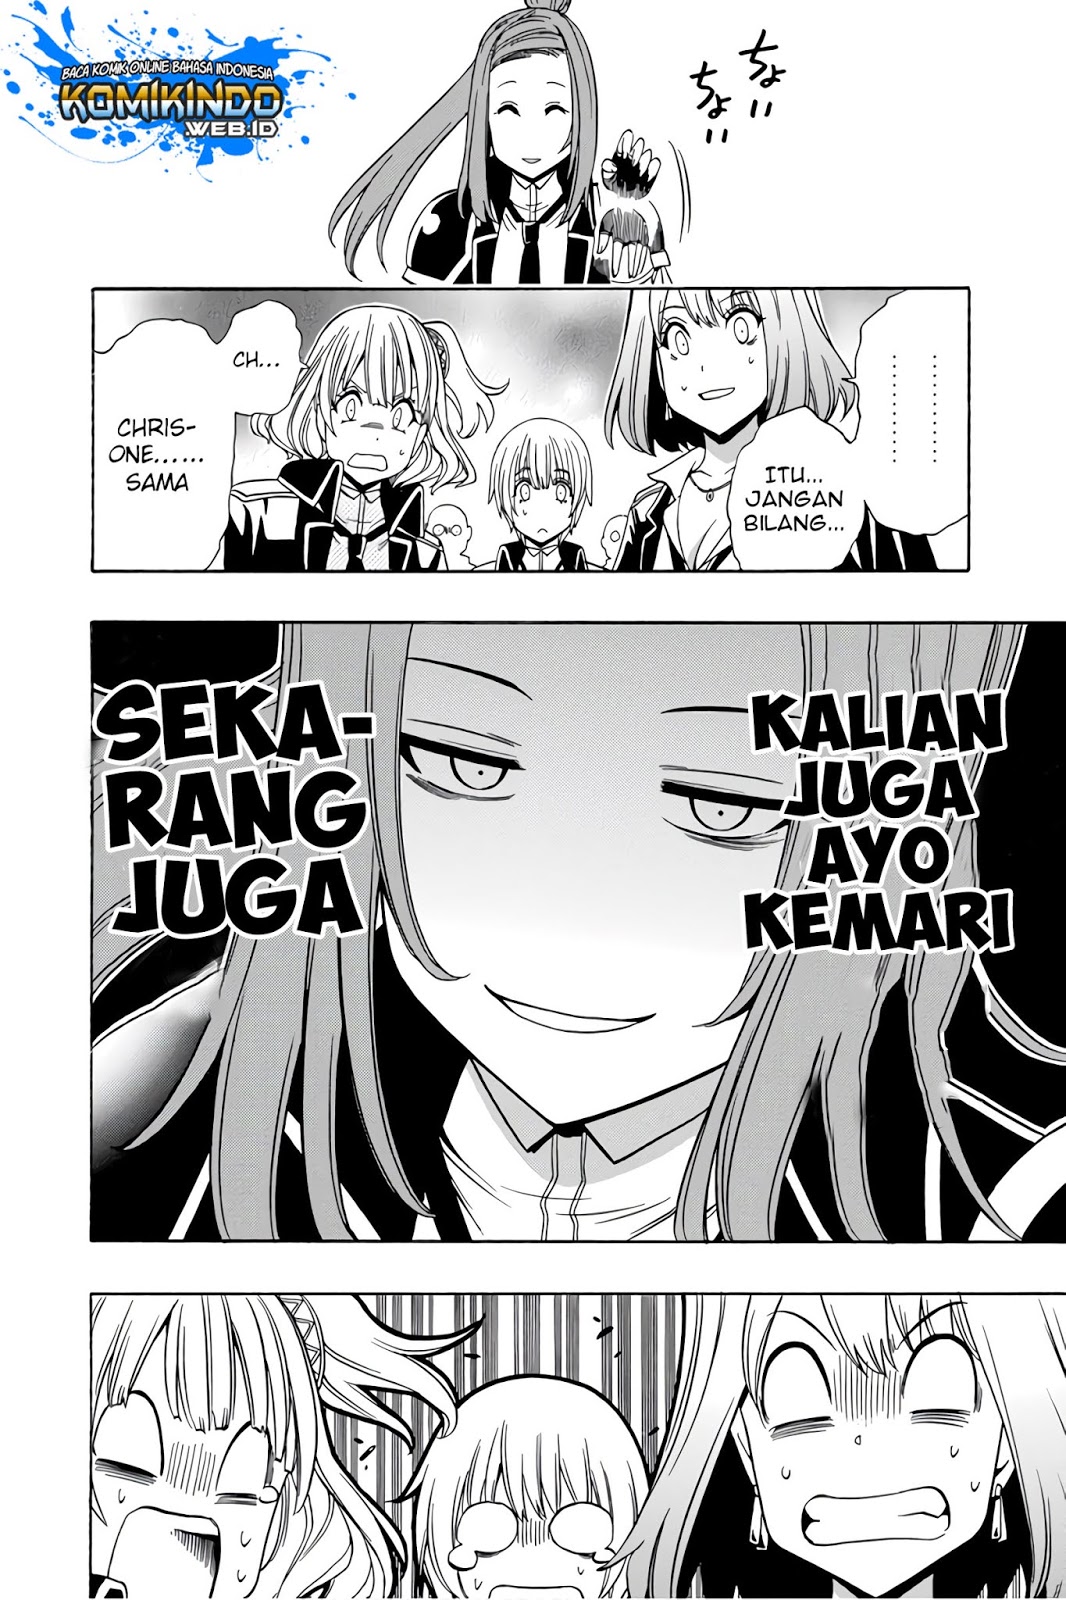 BACA KOMIK ONLINE BAHASA INDONESIA
KOMIKINDO
WEB.ID
ちょい
ちょい
..........
ITU...
JANGAN
BILANG...
CH...
CHRIS-
ONE......
SAMA
KALIAN
JUGA
AYO
KEMARI
SEKA-
RANG
JUGA